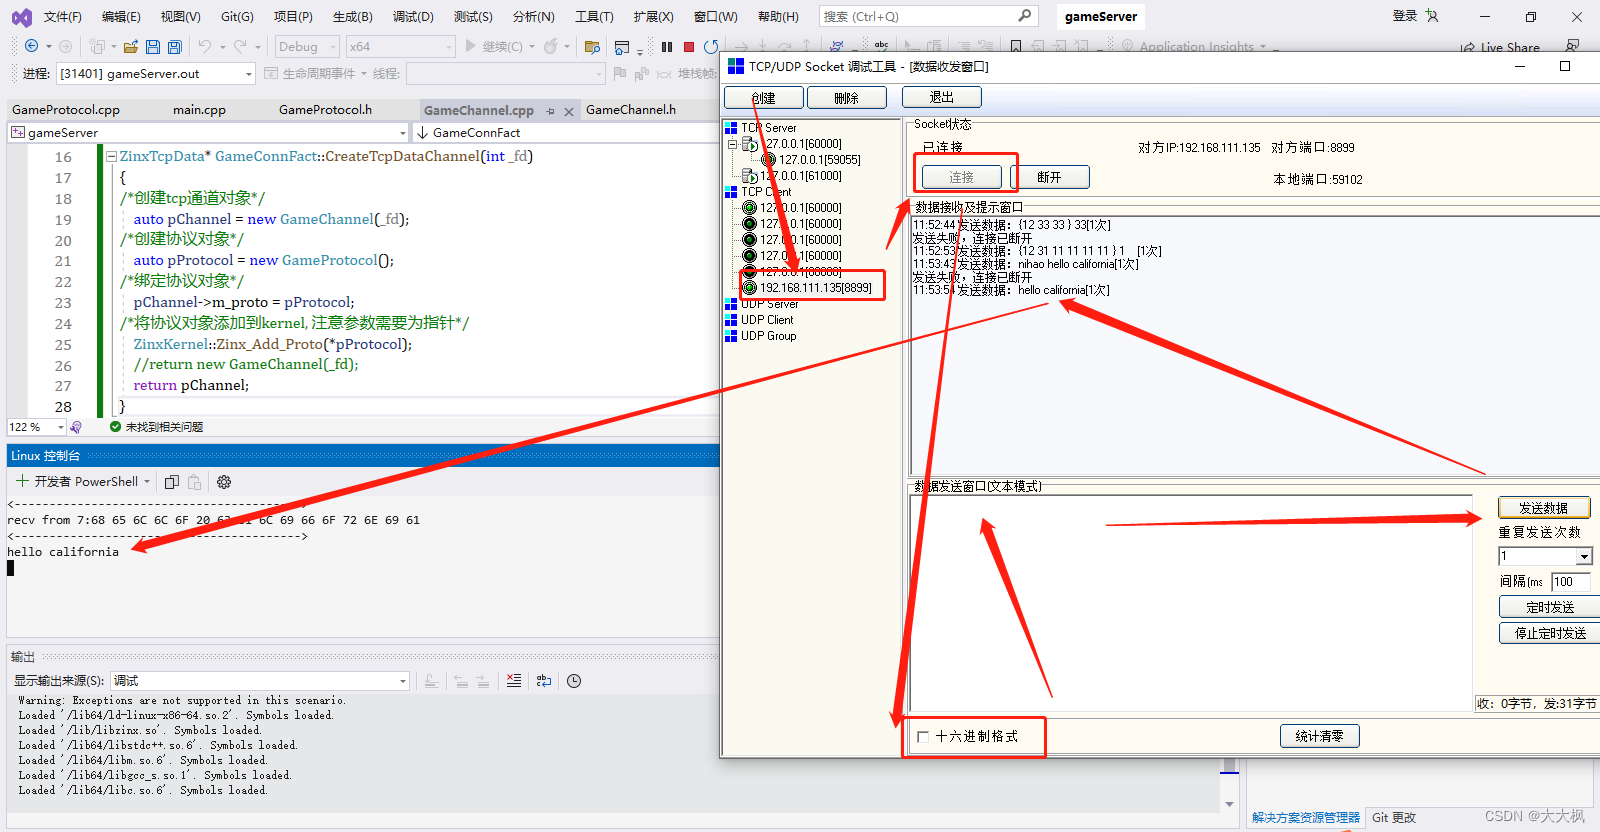 文件(F) 编辑(E) 视图(V) Git(G) 项目(P) 生成(B) 调试(D) 测试(S) 分析(N) 工具(T) 扩展(X) 窗口(W) 帮助(H) 搜索 (Ctrl+Q) gameServer 登录
Debug x64 继续(C) Application Insights Live Share
进程: [31401] gameServer.out 生命周期事件 线程: 堆栈帧:
GameProtocol.cpp main.cpp GameProtocol.h GameChannel.cpp GameChannel.h
gameServer GameConnFact
16 ZinxTcpData* GameConnFact::CreateTcpDataChannel(int _fd)
17 {
18 /*创建tcp通道对象*/
19 auto pChannel = new GameChannel(_fd);
20 /*创建协议对象*/
21 auto pProtocol = new GameProtocol();
22 /*绑定协议对象*/
23 pChannel->m_proto = pProtocol;
24 /*将协议对象添加到kernel, 注意参数需要为指针*/
25 ZinxKernel::Zinx_Add_Proto(*pProtocol);
26 //return new GameChannel(_fd);
27 return pChannel;
28 }
122 % 未找到相关问题
Linux 控制台
开发者 PowerShell
recv from 7:68 65 6C 6C 6F 20 63 61 6C 69 66 6F 72 6E 69 61
<---------------------------------------->
hello california
输出
显示输出来源(S): 调试
Warning: Exceptions are not supported in this scenario.
Loaded '/lib64/ld-linux-x86-64.so.2'. Symbols loaded.
Loaded '/lib/libzinx.so'. Symbols loaded.
Loaded '/lib64/libstdc++.so.6'. Symbols loaded.
Loaded '/lib64/libm.so.6'. Symbols loaded.
Loaded '/lib64/libgcc_s.so.1'. Symbols loaded.
Loaded '/lib64/libc.so.6'. Symbols loaded.
TCP/UDP Socket 调试工具 - [数据收发窗口]
创建 删除 退出
TCP Server
127.0.0.1[60000]
127.0.0.1[59055]
127.0.0.1[61000]
TCP Client
127.0.0.1[60000]
127.0.0.1[60000]
127.0.0.1[60000]
127.0.0.1[60000]
127.0.0.1[60000]
192.168.111.135[8899]
UDP Server
UDP Client
UDP Group
Socket状态
已连接 对方IP:192.168.111.135 对方端口:8899
连接 断开 本地端口:59102
数据接收及提示窗口
11:52:44 发送数据：{12 33 33 } 33[1次]
发送失败，连接已断开
11:52:53 发送数据：{12 31 11 11 11 11 } 1 [1次]
11:53:43 发送数据：nihao hello california[1次]
发送失败，连接已断开
11:53:54 发送数据：hello california[1次]
数据发送窗口(文本模式)
发送数据
重复发送次数
1
间隔(ms 100
定时发送
停止定时发送
收：0字节，发:31字节
十六进制格式 统计清零
解决方案资源管理器 Git 更改
CSDN @大大枫